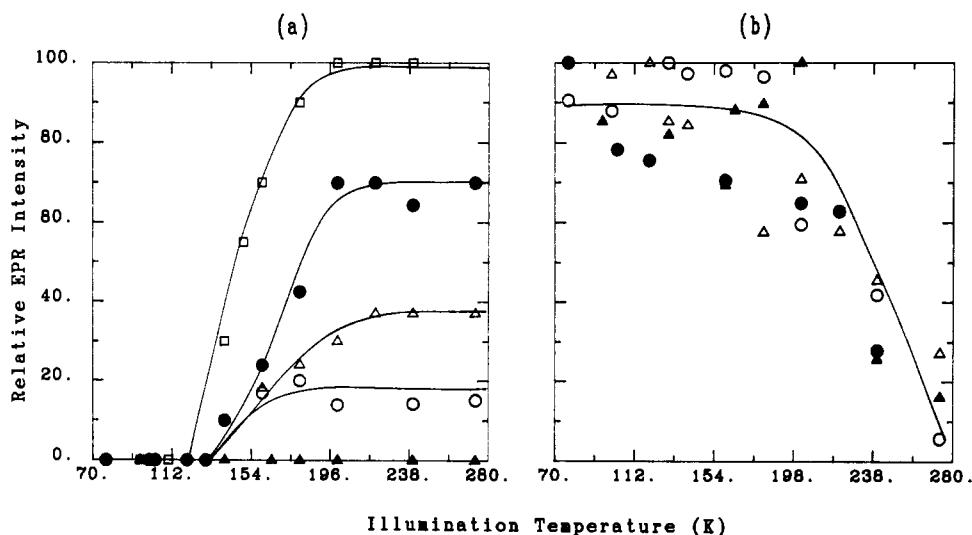 (a)
(b)
Relative EPR Intensity
100.
80.
60.
40.
20.
0.
70. 112. 154. 196. 238. 280.
70. 112. 154. 198. 238. 280.
Illumination Temperature (K)